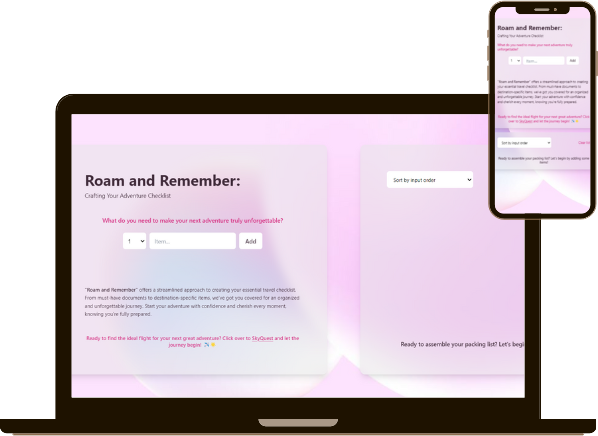 Roam and Remember:
Crafting Your Adventure Checklist
What do you need to make your next adventure truly unforgettable?
1
Item...
Add
"Roam and Remember" offers a streamlined approach to creating your essential travel checklist.
From must-have documents to destination-specific items, we've got you covered for an organized
and unforgettable journey. Start your adventure with confidence and cherish every moment,
knowing you're fully prepared.
Ready to find the ideal flight for your next great adventure? Click over to SkyQuest and let the
journey begin! ✈️🌟
Sort by input order
Ready to assemble your packing list? Let's begi
Roam and Remember:
Crafting Your Adventure Checklist
What do you need to make your next adventure truly
unforgettable?
1
Item...
Add
"Roam and Remember" offers a streamlined approach to creating
your essential travel checklist. From must-have documents to
destination-specific items, we've got you covered for an organized
and unforgettable journey. Start your adventure with confidence
and cherish every moment, knowing you're fully prepared.
Ready to find the ideal flight for your next great adventure? Click
over to SkyQuest and let the journey begin! ✈️🌟
Sort by input order
Ready to assemble your packing list? Let's begin by adding some
items!